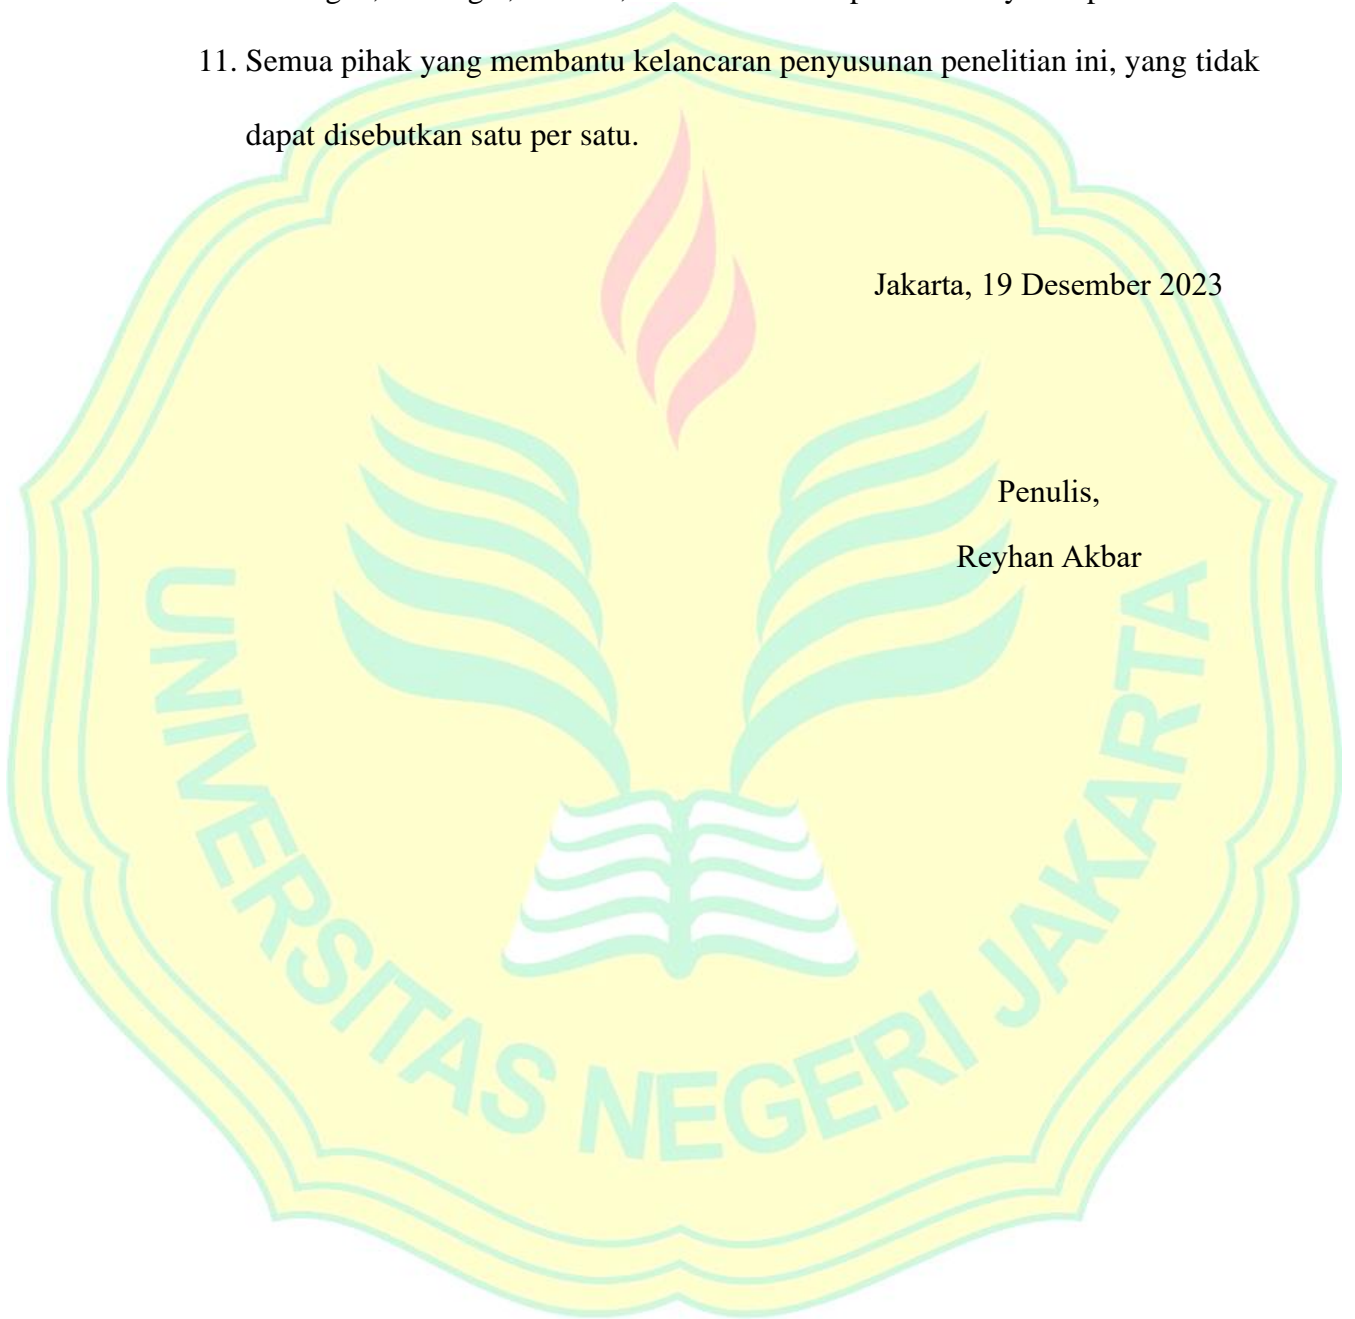 11. Semua pihak yang membantu kelancaran penyusunan penelitian ini, yang tidak
dapat disebutkan satu per satu.
Jakarta, 19 Desember 2023
Penulis,
Reyhan Akbar
UNIVERSITAS NEGERI JAKARTA